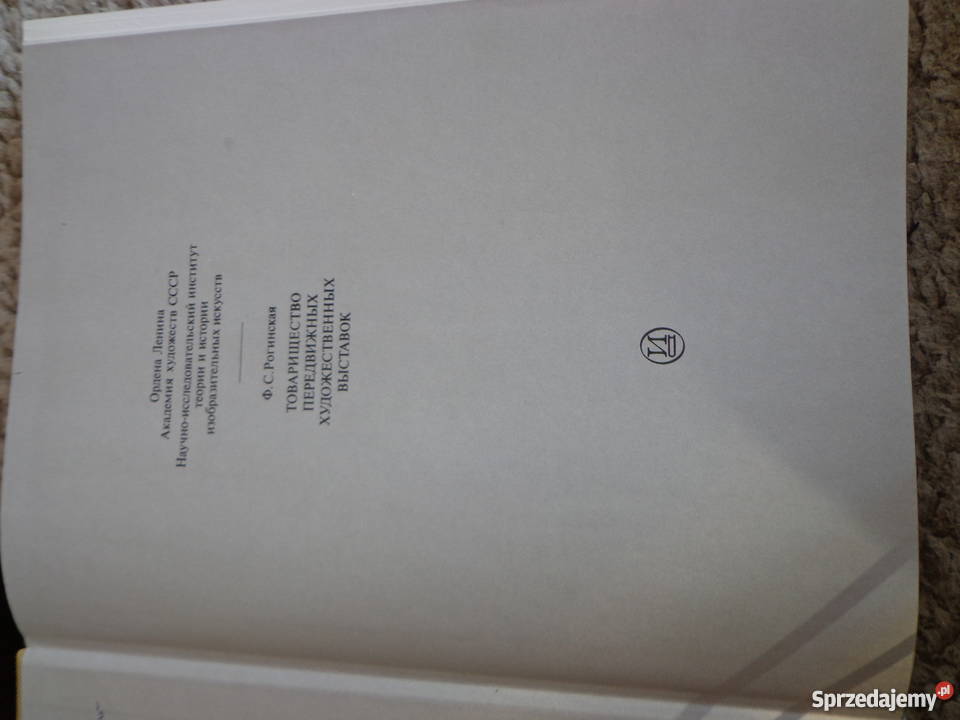 Ордена Ленина
Академия художеств СССР
Научно-исследовательский институт
теории и истории
изобразительных искусств
Ф.С.Рогинская
ТОВАРИЩЕСТВО
ПЕРЕДВИЖНЫХ
ХУДОЖЕСТВЕННЫХ
ВЫСТАВОК
Sprzedajemy.pl